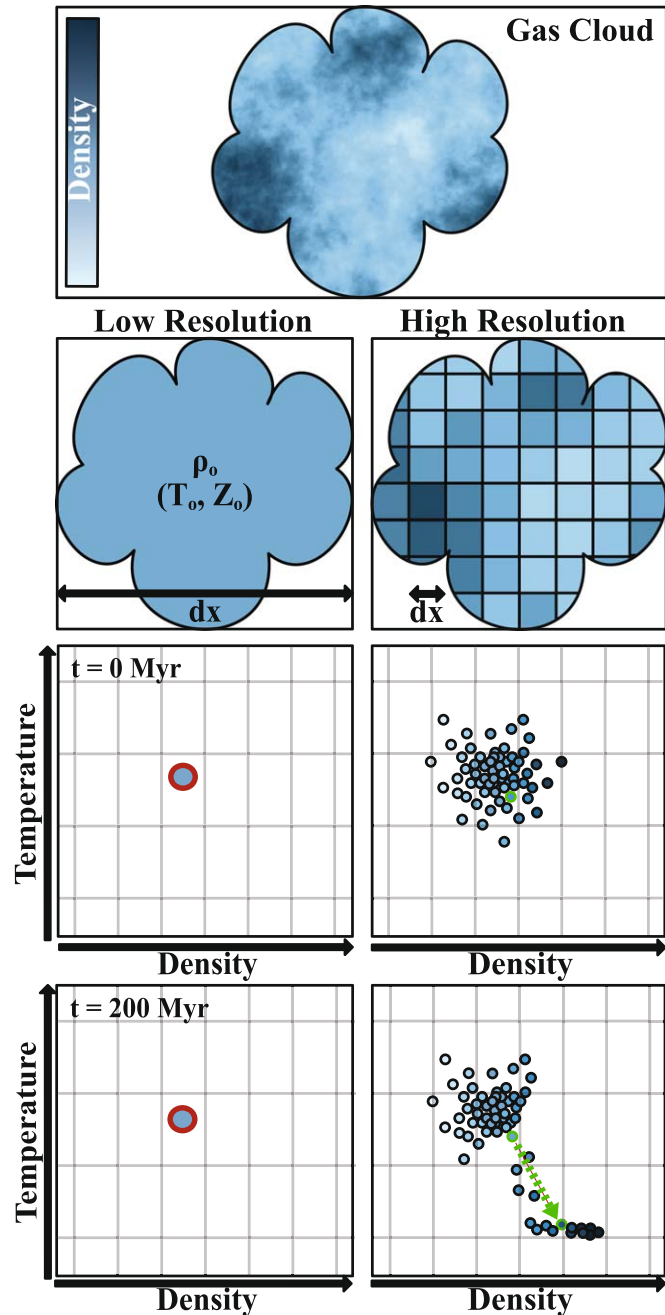 Gas Cloud
Density
Low Resolution
High Resolution
ρₒ
(Tₒ, Zₒ)
dx
dx
t = 0 Myr
Temperature
Density
Density
t = 200 Myr
Temperature
Density
Density